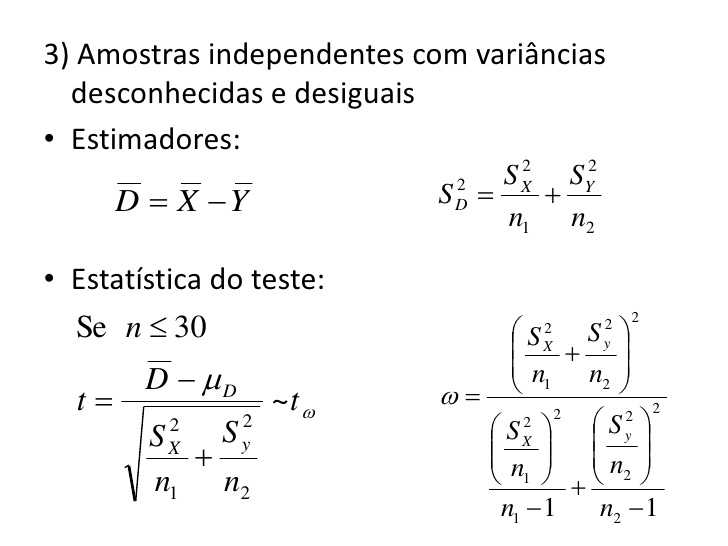 3) Amostras independentes com variâncias
desconhecidas e desiguais
• Estimadores:
$\overline{D} = \overline{X} - \overline{Y}$
$S_D^2 = \frac{S_X^2}{n_1} + \frac{S_Y^2}{n_2}$
• Estatística do teste:
Se n ≤ 30
$t = \frac{\overline{D} - \mu_D}{\sqrt{\frac{S_X^2}{n_1} + \frac{S_y^2}{n_2}}} \sim t_\omega$
$\omega = \frac{\left(\frac{S_X^2}{n_1} + \frac{S_y^2}{n_2}\right)^2}{\frac{\left(\frac{S_X^2}{n_1}\right)^2}{n_1 - 1} + \frac{\left(\frac{S_y^2}{n_2}\right)^2}{n_2 - 1}}$